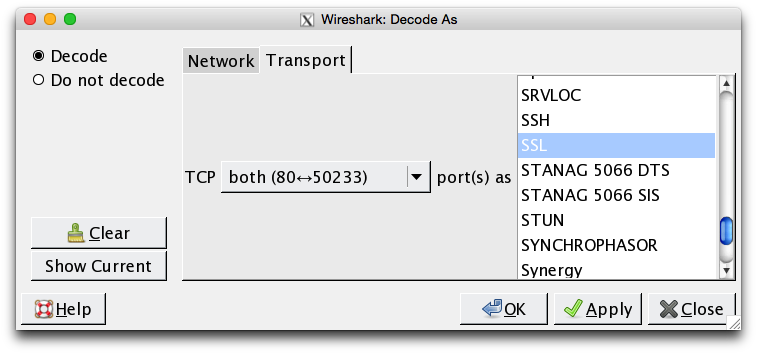 Wireshark: Decode As
Decode
Do not decode
Network
Transport
TCP
both (80↔50233)
port(s) as
SRVLOC
SSH
SSL
STANAG 5066 DTS
STANAG 5066 SIS
STUN
SYNCHROPHASOR
Synergy
Clear
Show Current
Help
OK
Apply
Close